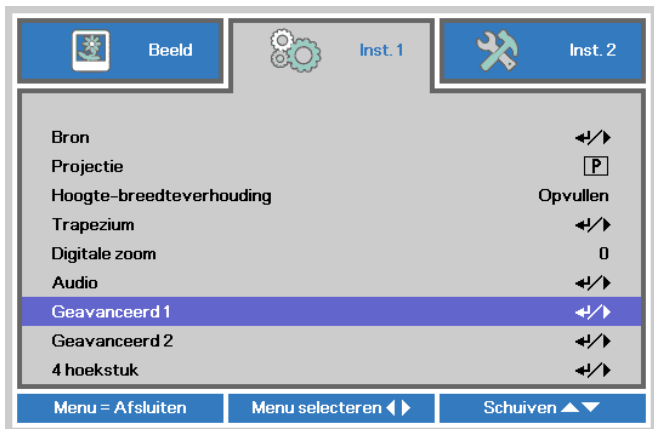 Beeld Inst. 1 Inst. 2
Bron
Projectie P
Hoogte-breedteverhouding Opvullen
Trapezium
Digitale zoom 0
Audio
Geavanceerd 1
Geavanceerd 2
4 hoekstuk
Menu = Afsluiten Menu selecteren Schuiven